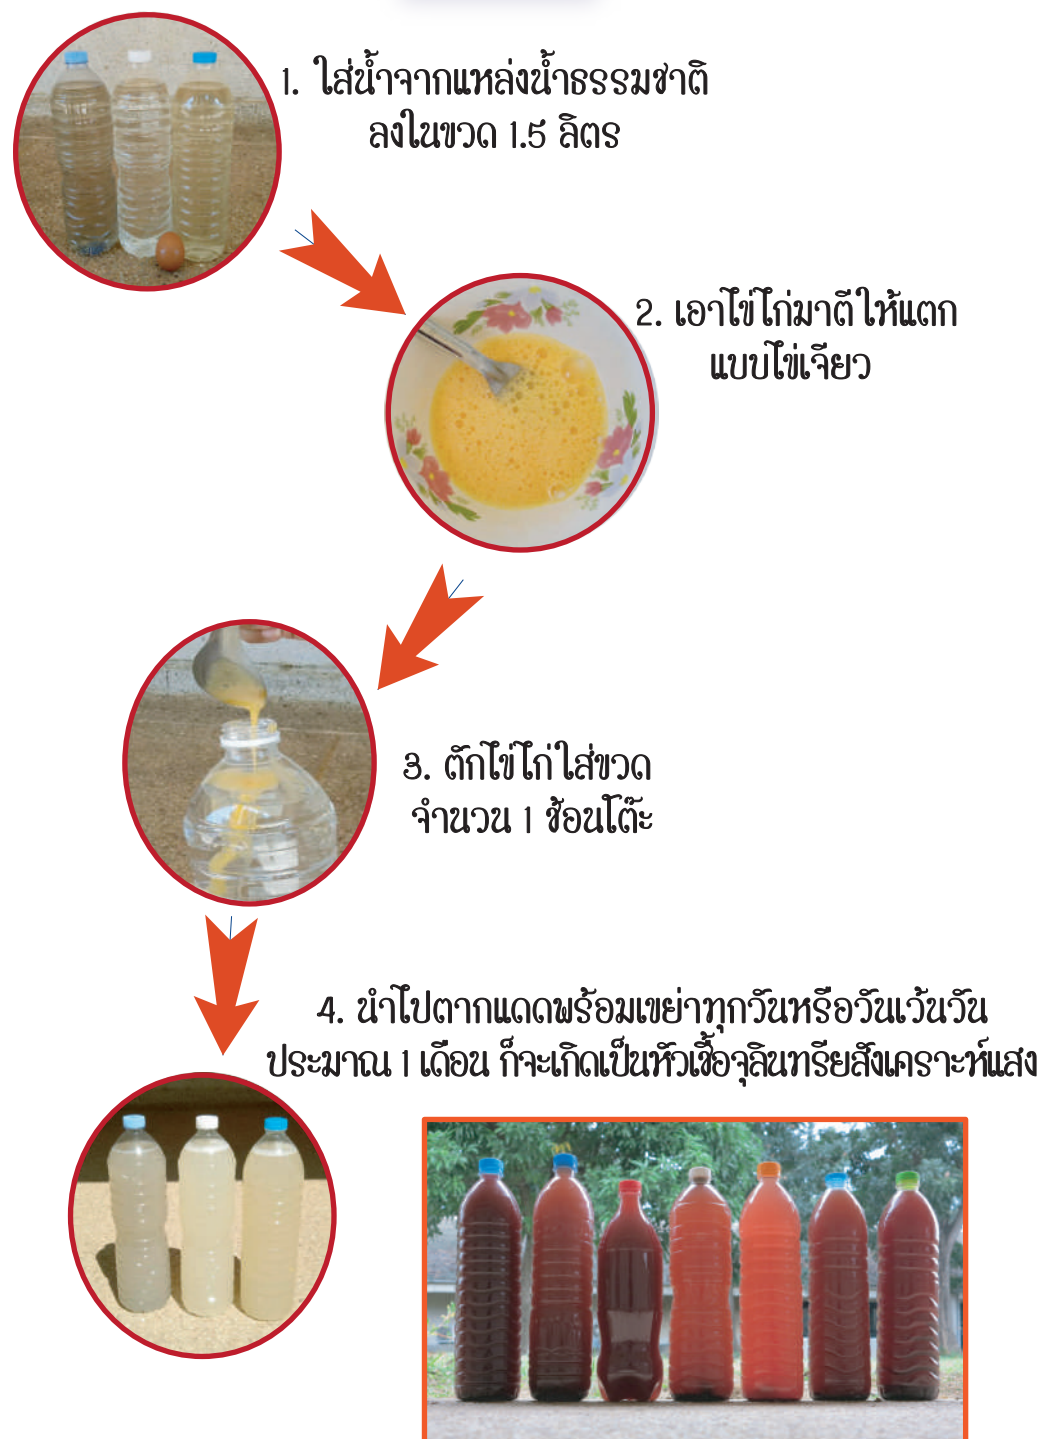 1. ใส่น้ำจากแหล่งน้ำธรรมชาติ
ลงในขวด 1.5 ลิตร
2. เอาไข่ไก่มาตีให้แตก
แบบไข่เจียว
3. ตักไข่ไก่ใส่ขวด
จำนวน 1 ช้อนโต๊ะ
4. นำไปตากแดดพร้อมเขย่าทุกวันหรือวันเว้นวัน
ประมาณ 1 เดือน ก็จะเกิดเป็นหัวเชื้อจุลินทรียสังเคราะห์แสง